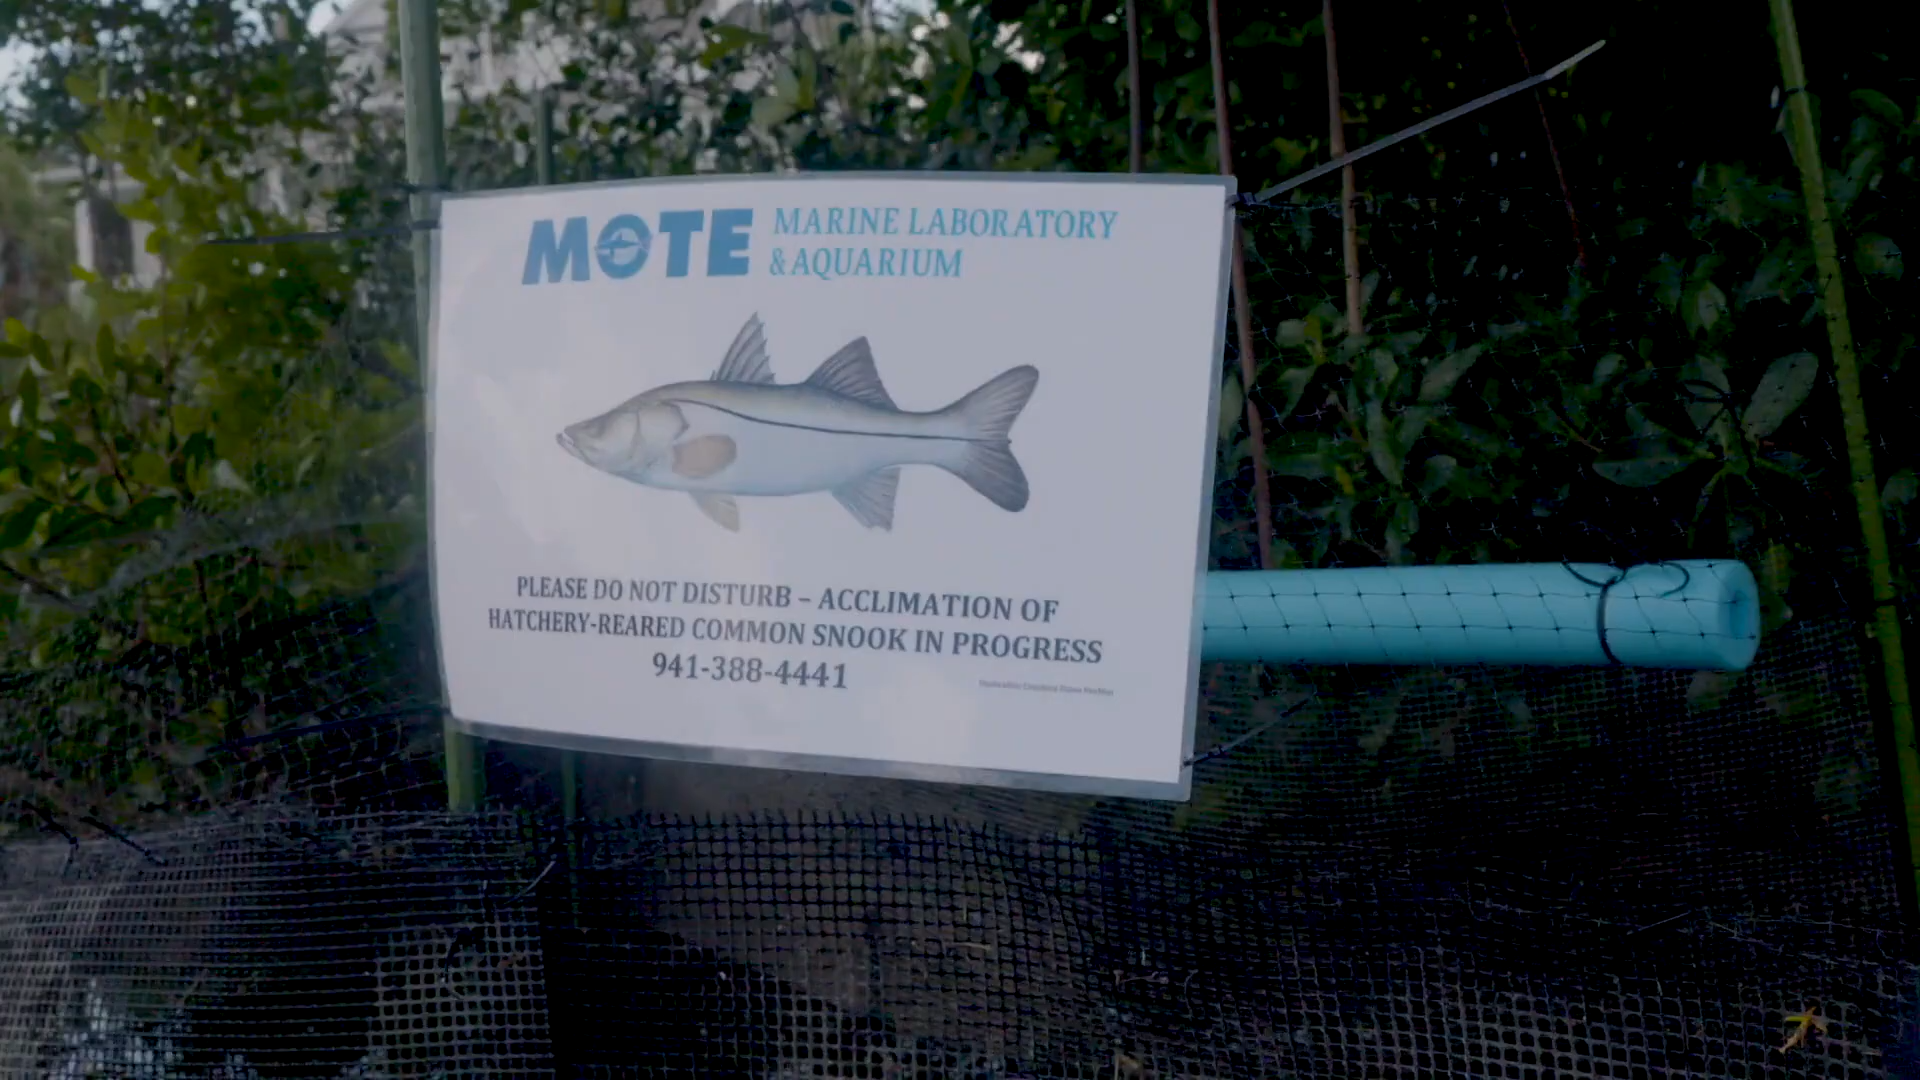 MOTE MARINE LABORATORY
& AQUARIUM
PLEASE DO NOT DISTURB – ACCLIMATION OF
HATCHERY-REARED COMMON SNOOK IN PROGRESS
941-388-4441